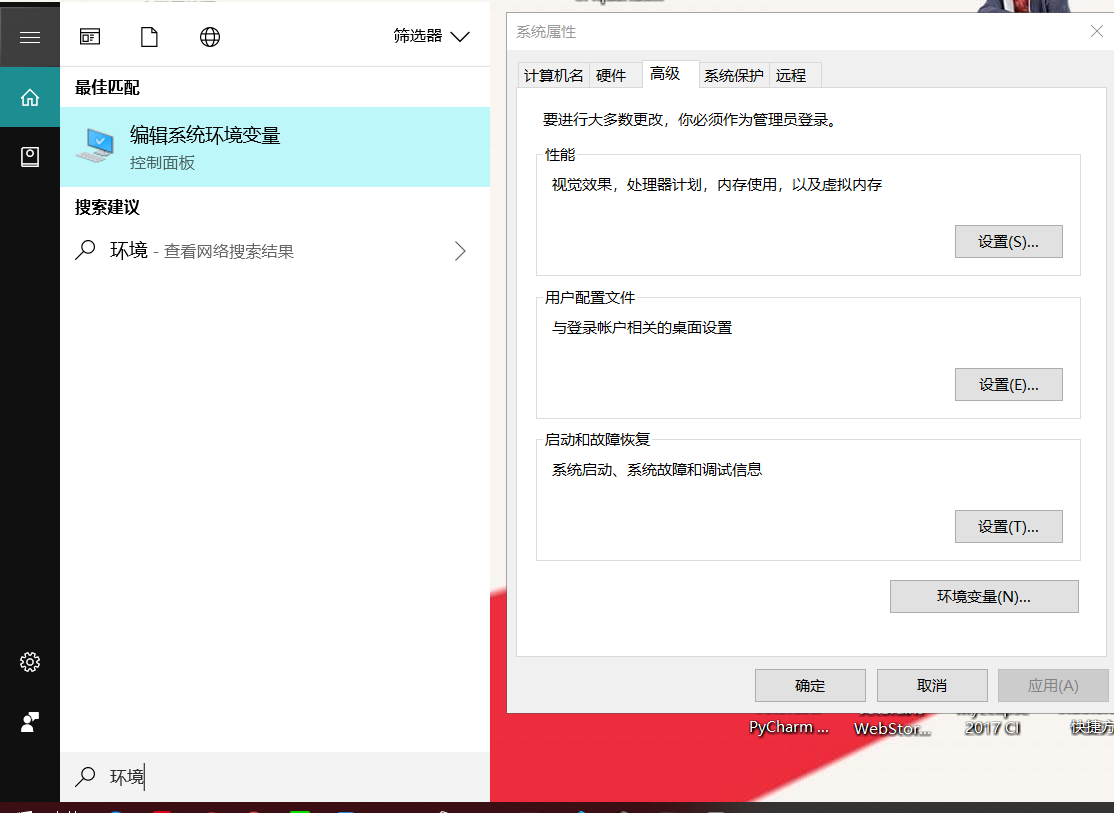 筛选器
最佳匹配
编辑系统环境变量
控制面板
搜索建议
环境 - 查看网络搜索结果
环境
系统属性
计算机名 硬件 高级 系统保护 远程
要进行大多数更改，你必须作为管理员登录。
性能
视觉效果，处理器计划，内存使用，以及虚拟内存
设置(S)...
用户配置文件
与登录帐户相关的桌面设置
设置(E)...
启动和故障恢复
系统启动、系统故障和调试信息
设置(T)...
环境变量(N)...
确定 取消 应用(A)
PyCharm ...
WebStor...
2017 CI
快捷方